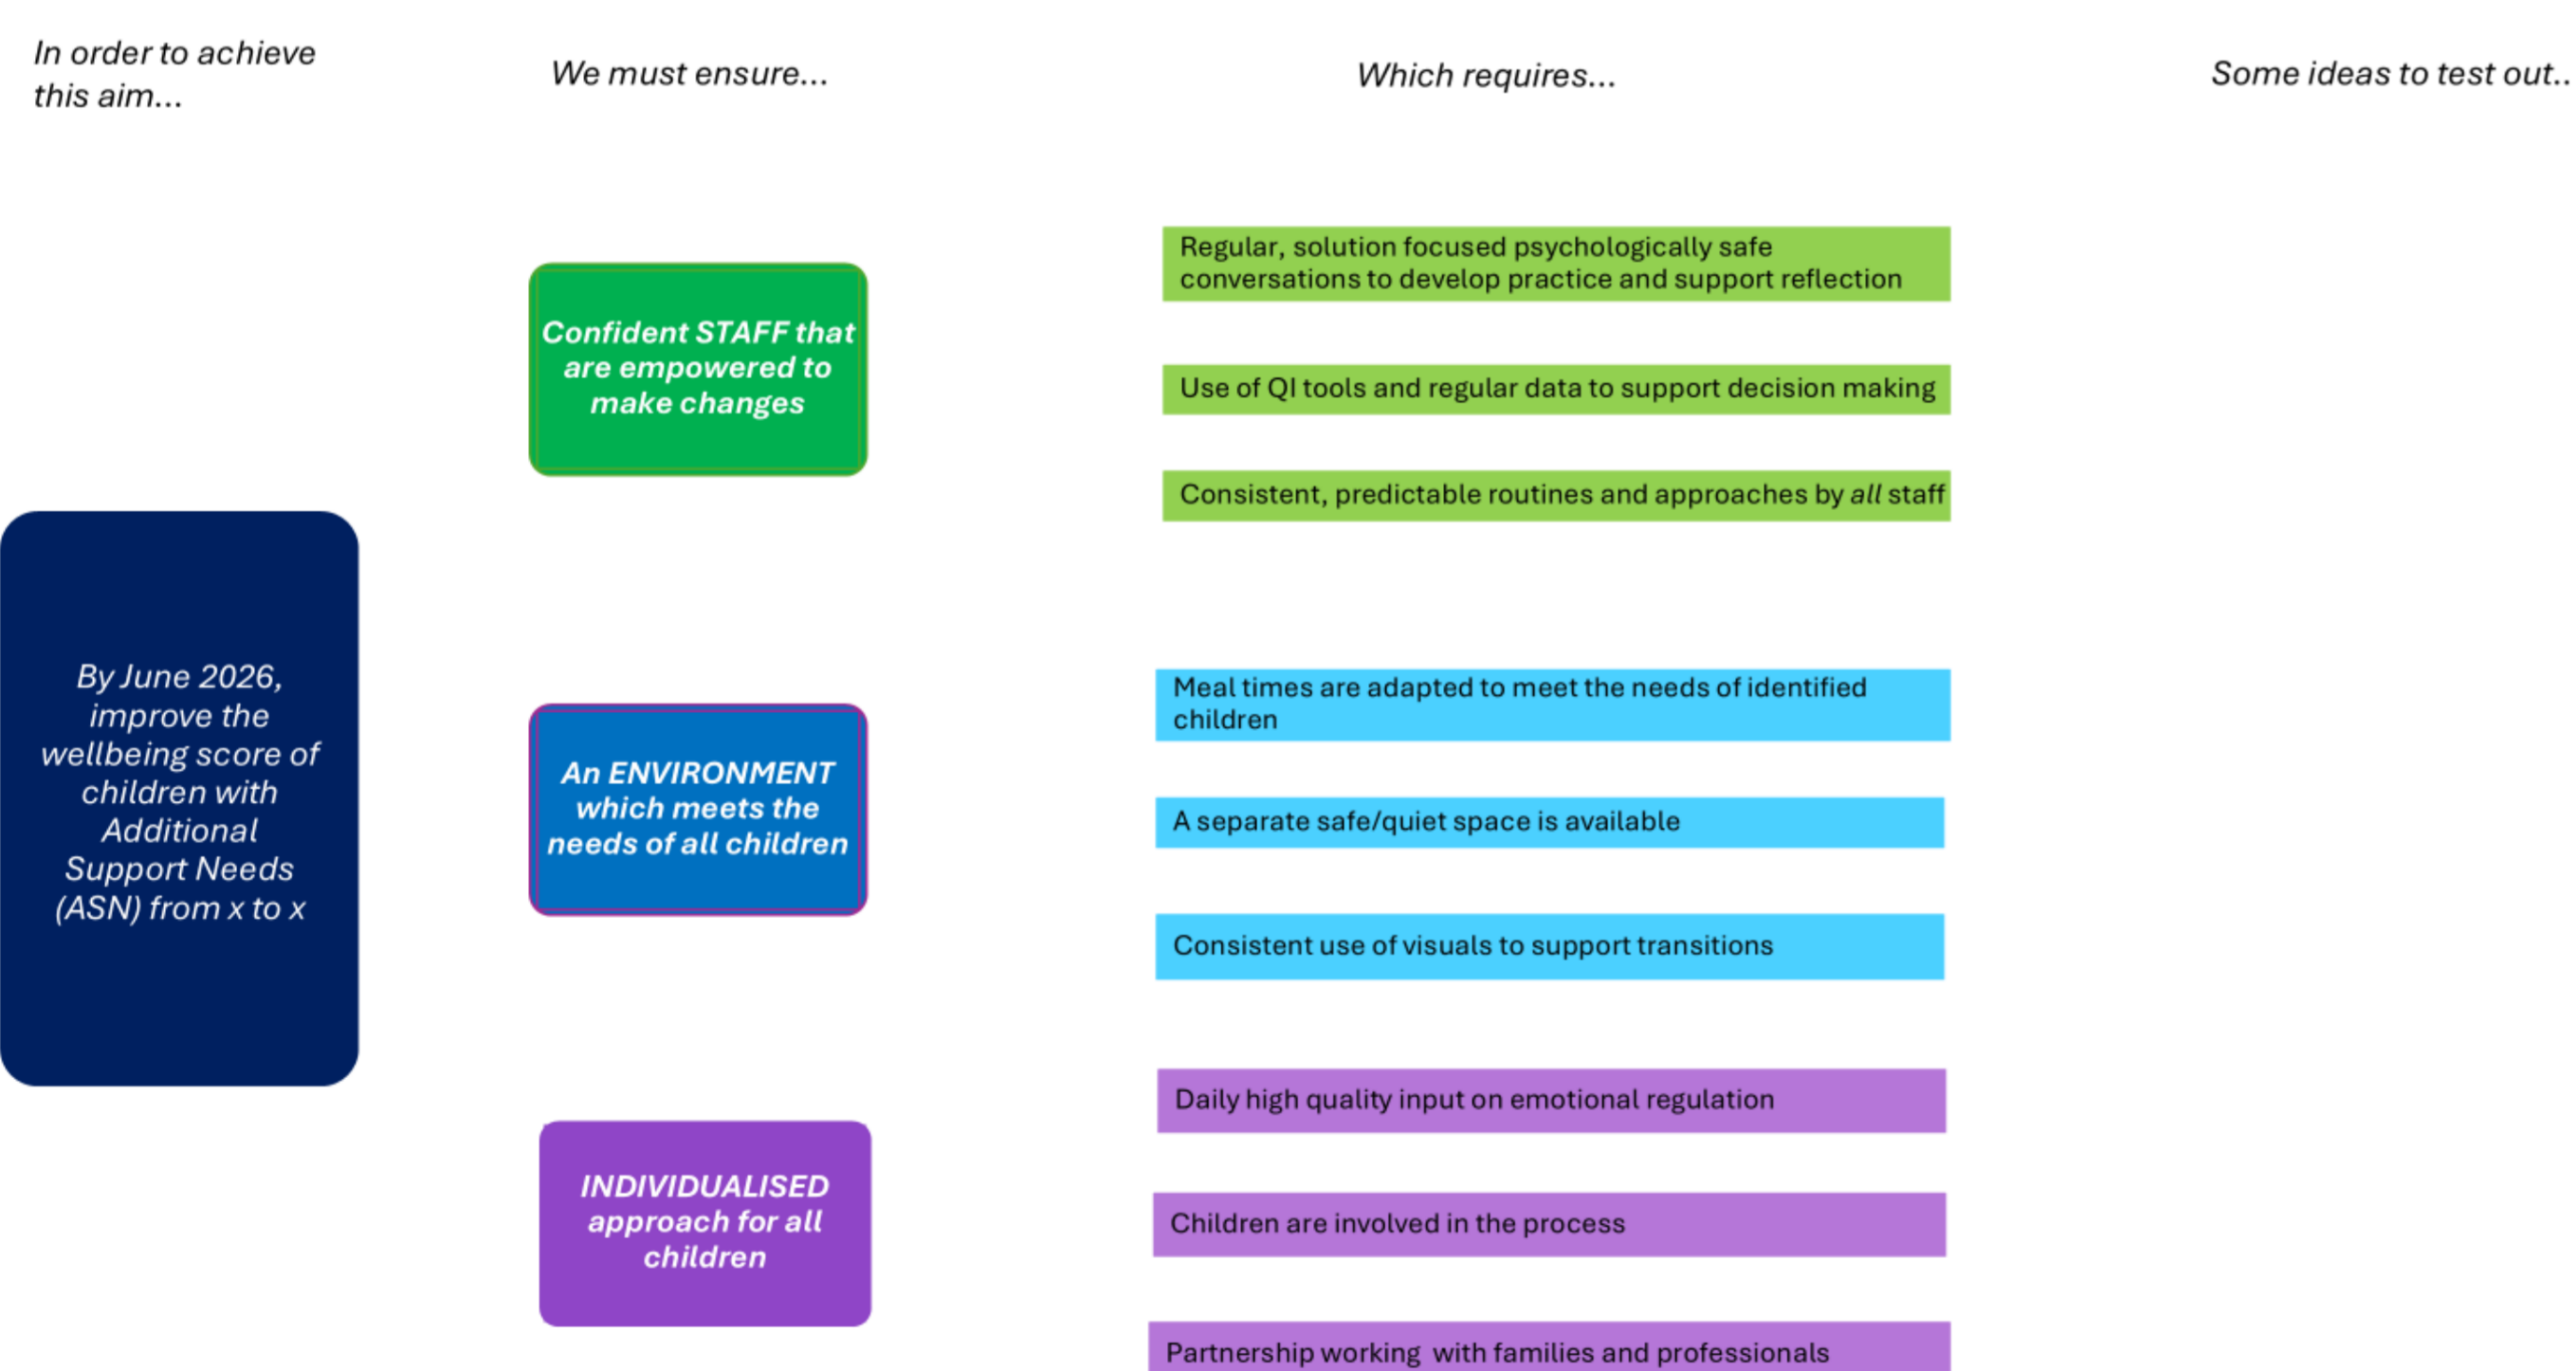 In order to achieve
this aim...
We must ensure...
Which requires...
Some ideas to test out..
Regular, solution focused psychologically safe
conversations to develop practice and support reflection
Confident STAFF that
are empowered to
make changes
Use of QI tools and regular data to support decision making
Consistent, predictable routines and approaches by all staff
By June 2026,
improve the
wellbeing score of
children with
Additional
Support Needs
(ASN) from x to x
An ENVIRONMENT
which meets the
needs of all children
Meal times are adapted to meet the needs of identified
children
A separate safe/quiet space is available
Consistent use of visuals to support transitions
INDIVIDUALISED
approach for all
children
Daily high quality input on emotional regulation
Children are involved in the process
Partnership working  with families and professionals